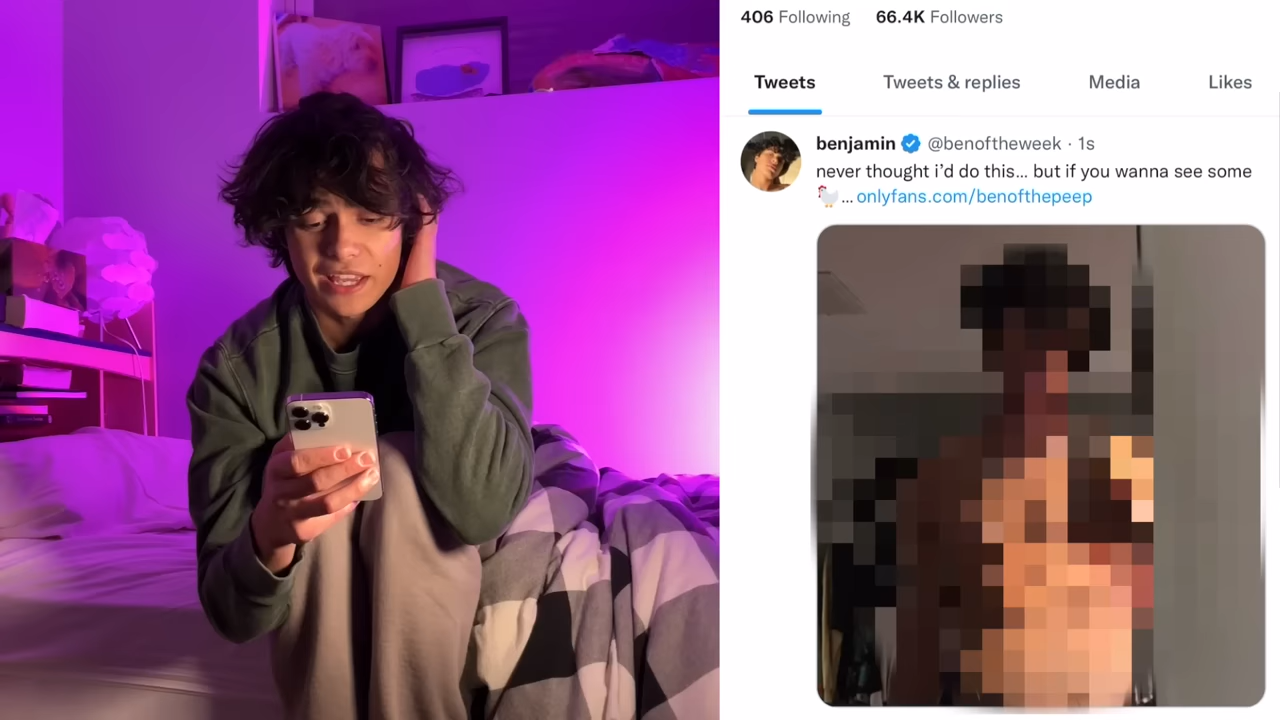 406 Following 66.4K Followers
Tweets Tweets & replies Media Likes
benjamin @benoftheweek · 1s
never thought i'd do this... but if you wanna see some
🐔... onlyfans.com/benofthepeep